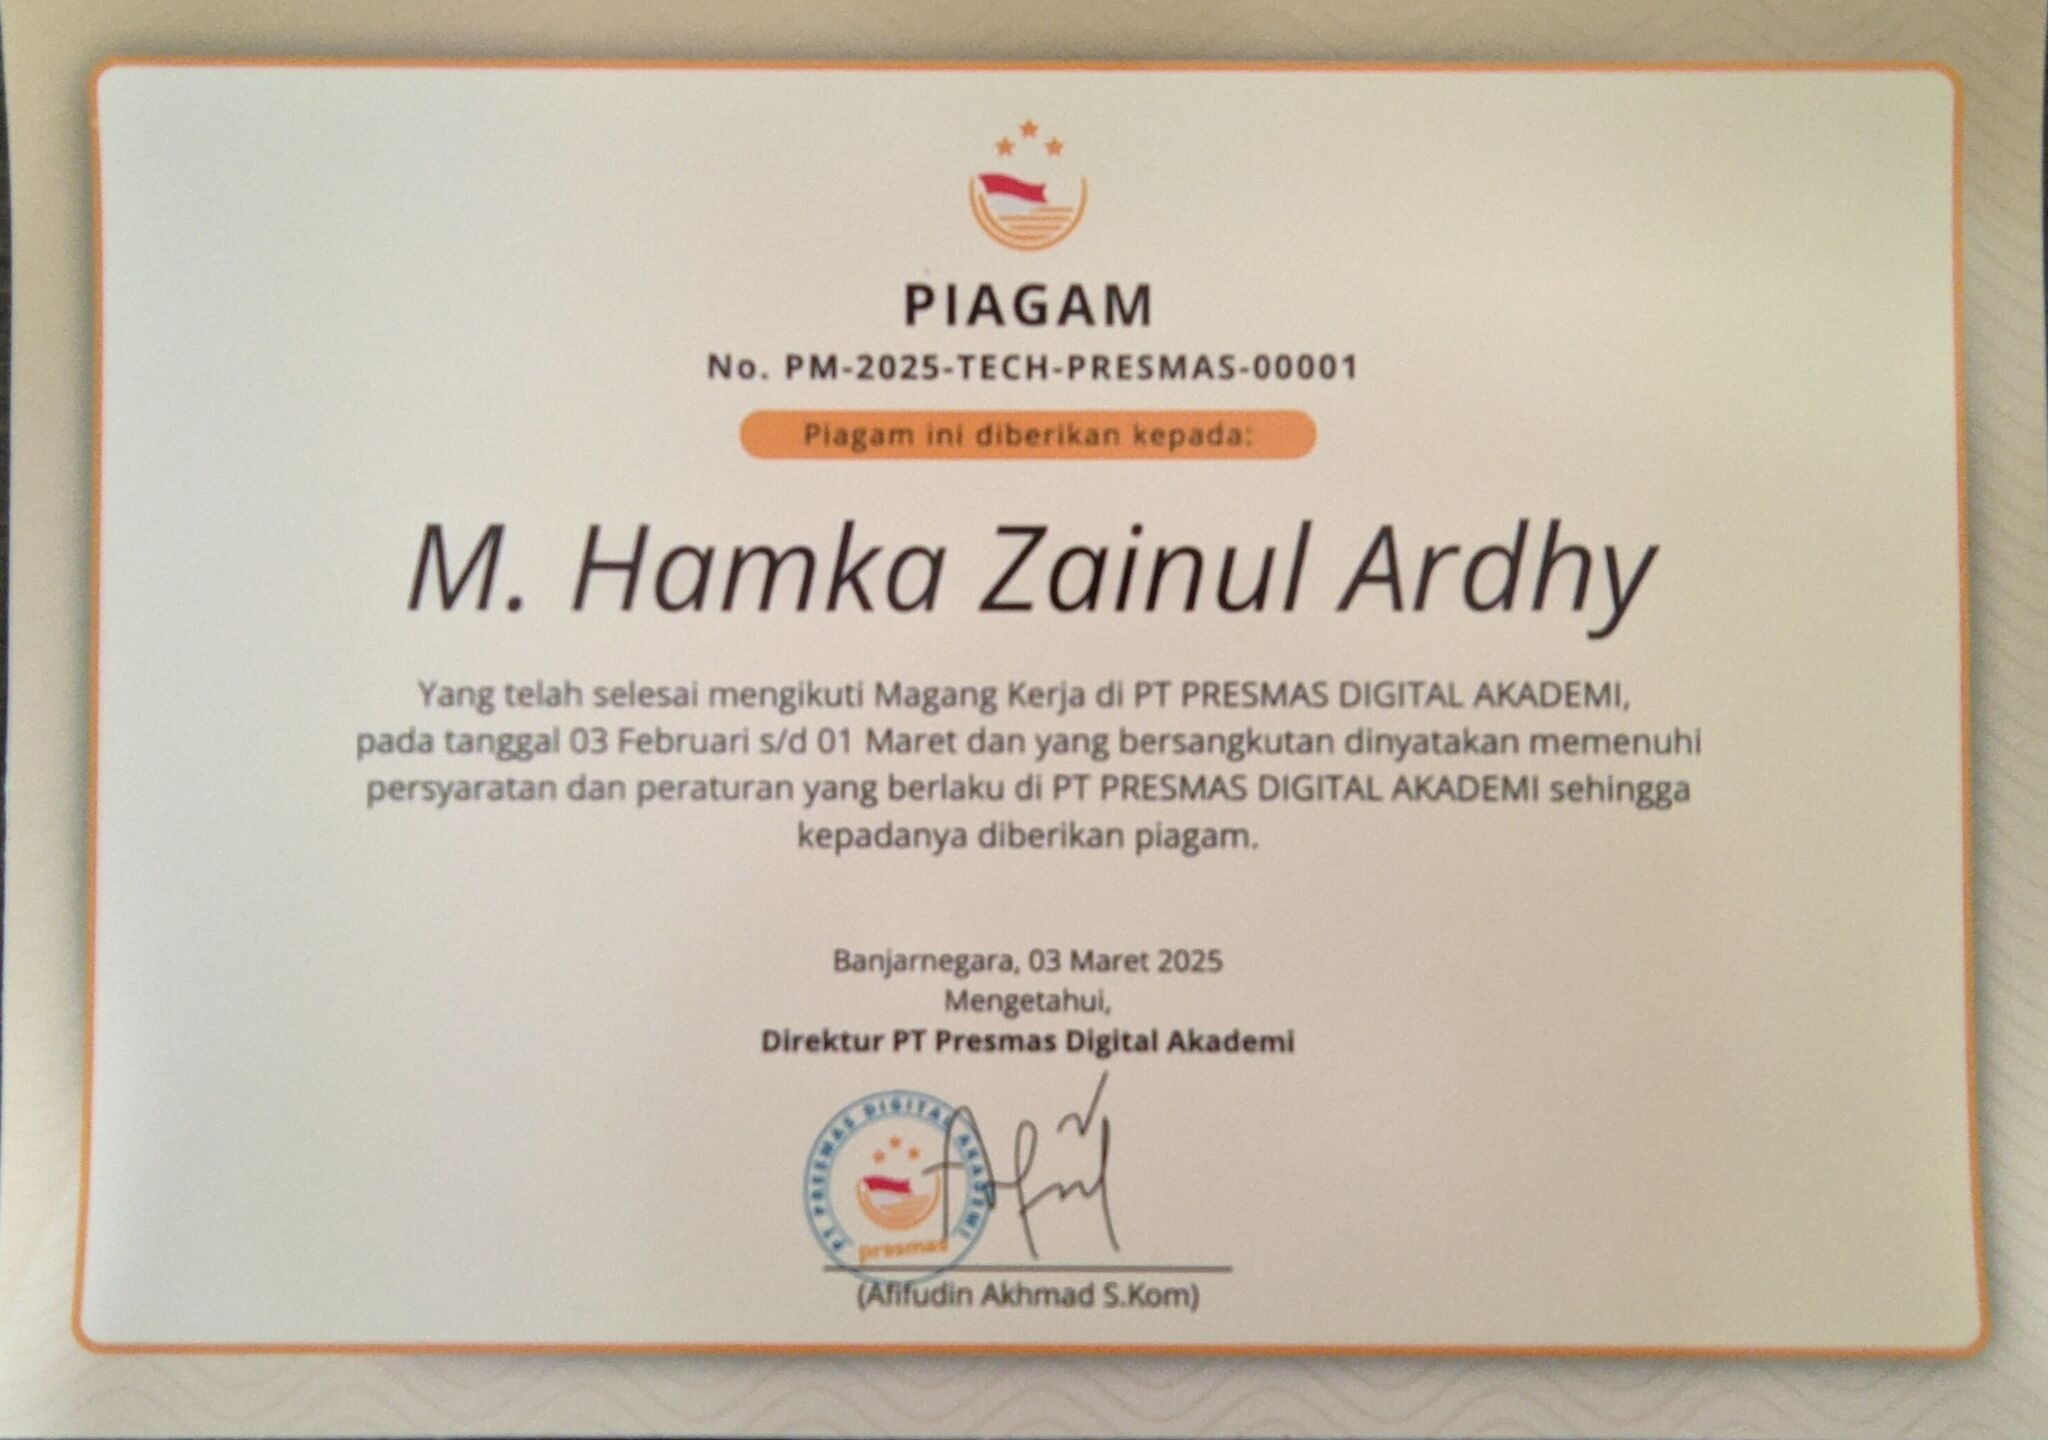 PIAGAM
No. PM-2025-TECH-PRESMAS-00001
Piagam ini diberikan kepada:
M. Hamka Zainul Ardhy
Yang telah selesai mengikuti Magang Kerja di PT PRESMAS DIGITAL AKADEMI,
pada tanggal 03 Februari s/d 01 Maret dan yang bersangkutan dinyatakan memenuhi
persyaratan dan peraturan yang berlaku di PT PRESMAS DIGITAL AKADEMI sehingga
kepadanya diberikan piagam.
Banjarnegara, 03 Maret 2025
Mengetahui,
Direktur PT Presmas Digital Akademi
PT PRESMAS DIGITAL AKADEMI
presmas
(Afifudin Akhmad S.Kom)